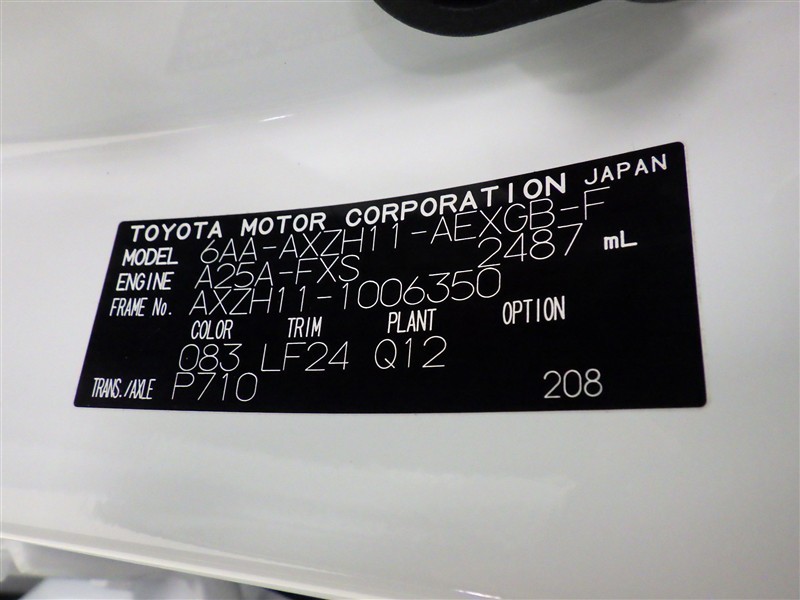 TOYOTA MOTOR CORPORATION JAPAN
MODEL 6AA-AXZH11-AEXGB-F
ENGINE A25A-FXS 2487 mL
FRAME No. AXZH11-1006350
COLOR TRIM PLANT OPTION
083 LF24 Q12
TRANS./AXLE P710 208